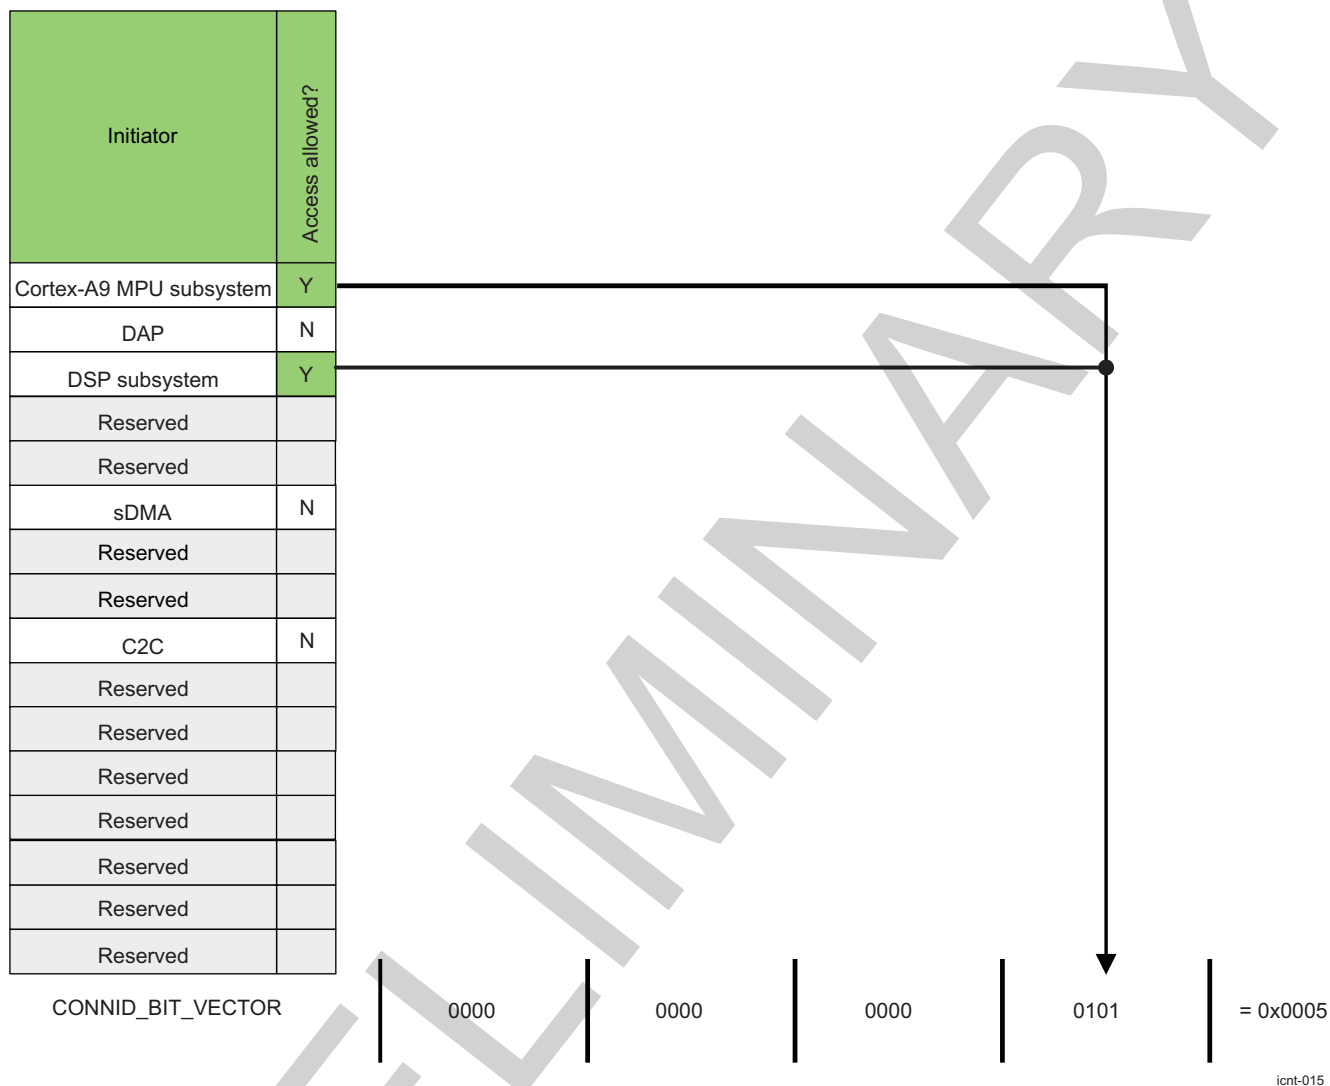 Initiator
Access allowed?
Cortex-A9 MPU subsystem Y
DAP N
DSP subsystem Y
Reserved
Reserved
sDMA N
Reserved
Reserved
C2C N
Reserved
Reserved
Reserved
Reserved
Reserved
Reserved
Reserved
CONNID_BIT_VECTOR 0000 0000 0000 0101 = 0x0005
icnt-015
ELIMINARY